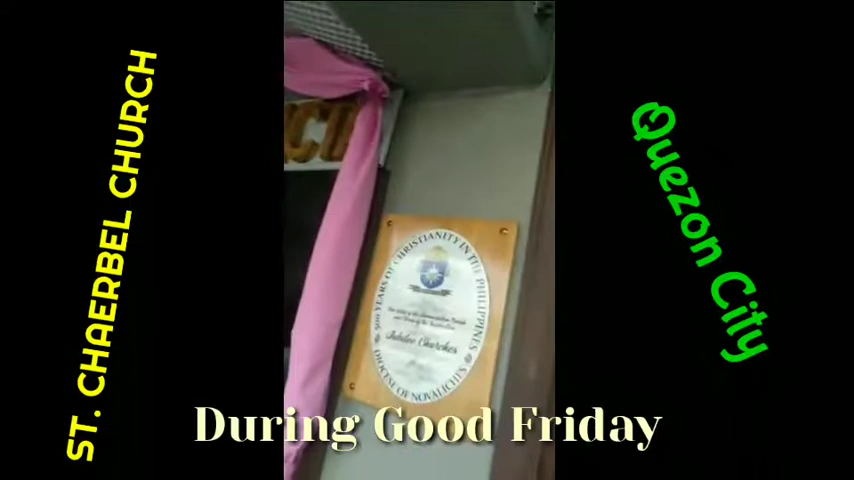 ST. CHAERBEL CHURCH
Quezon City
500 YEARS OF CHRISTIANITY IN THE PHILIPPINES
Jubilee Churches
DIOCESE OF NOVALICHES
During Good Friday